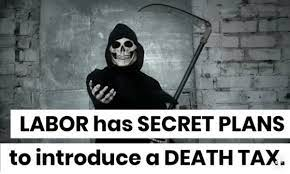 LABOR has SECRET PLANS
to introduce a DEATH TAX.